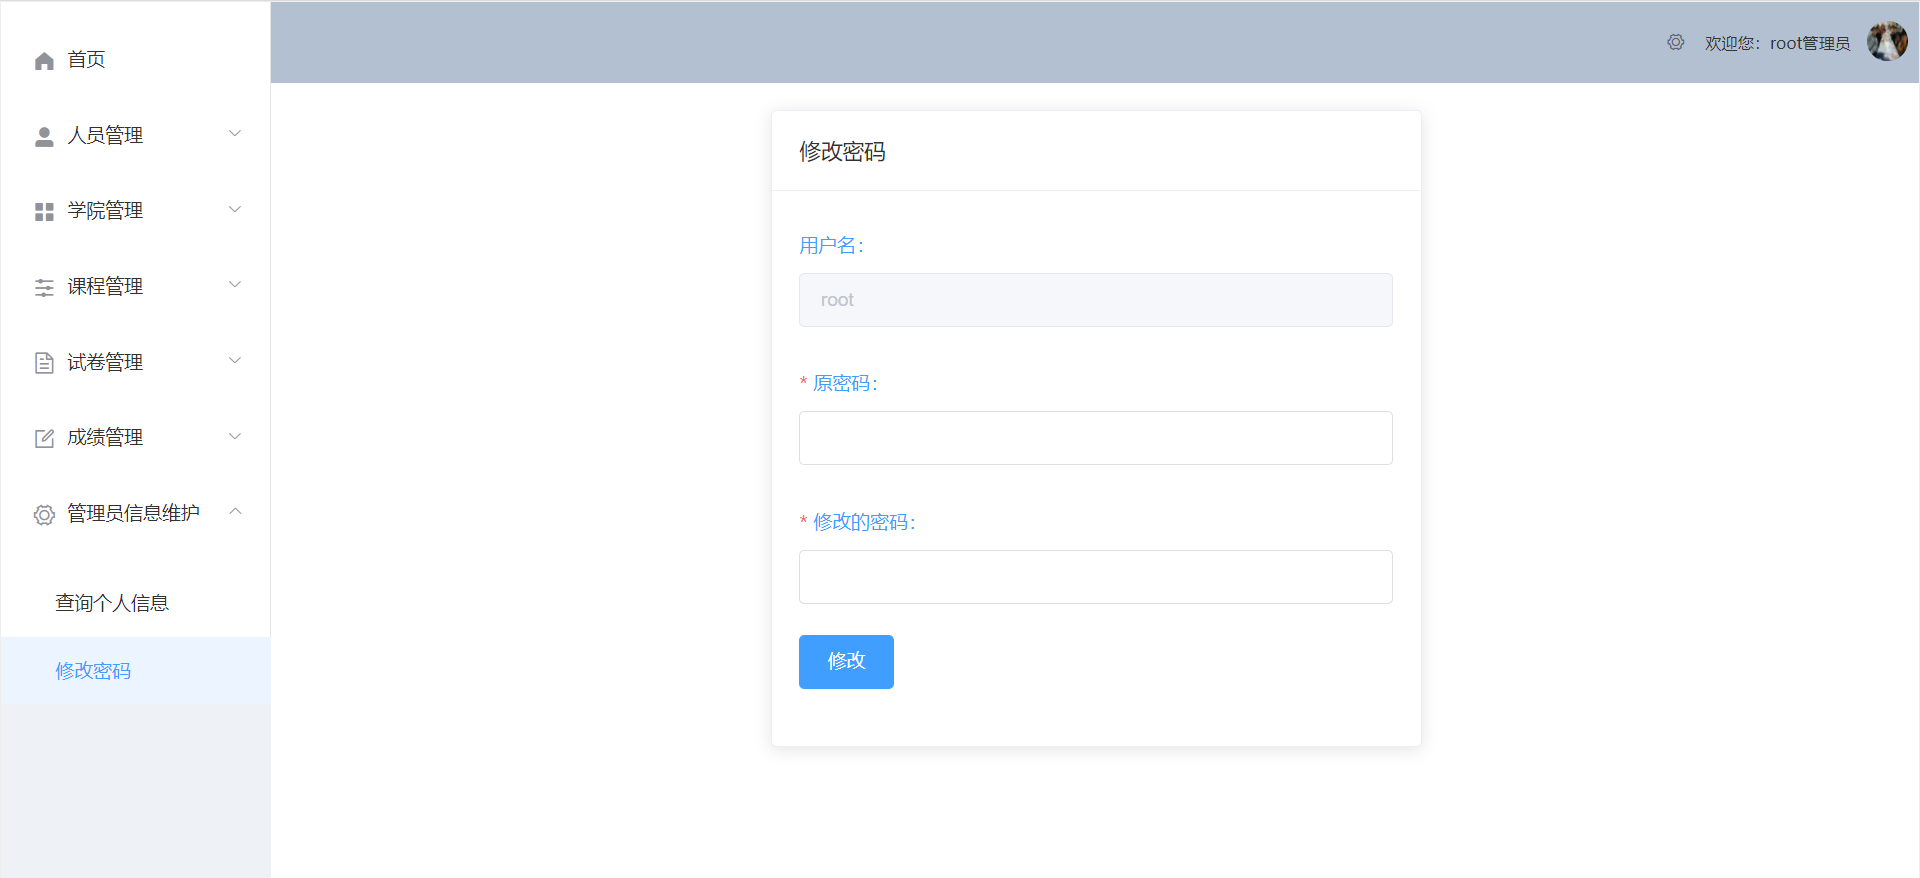 首页
人员管理
学院管理
课程管理
试卷管理
成绩管理
管理员信息维护
查询个人信息
修改密码
欢迎您：root管理员
修改密码
用户名：
root
* 原密码：
* 修改的密码：
修改